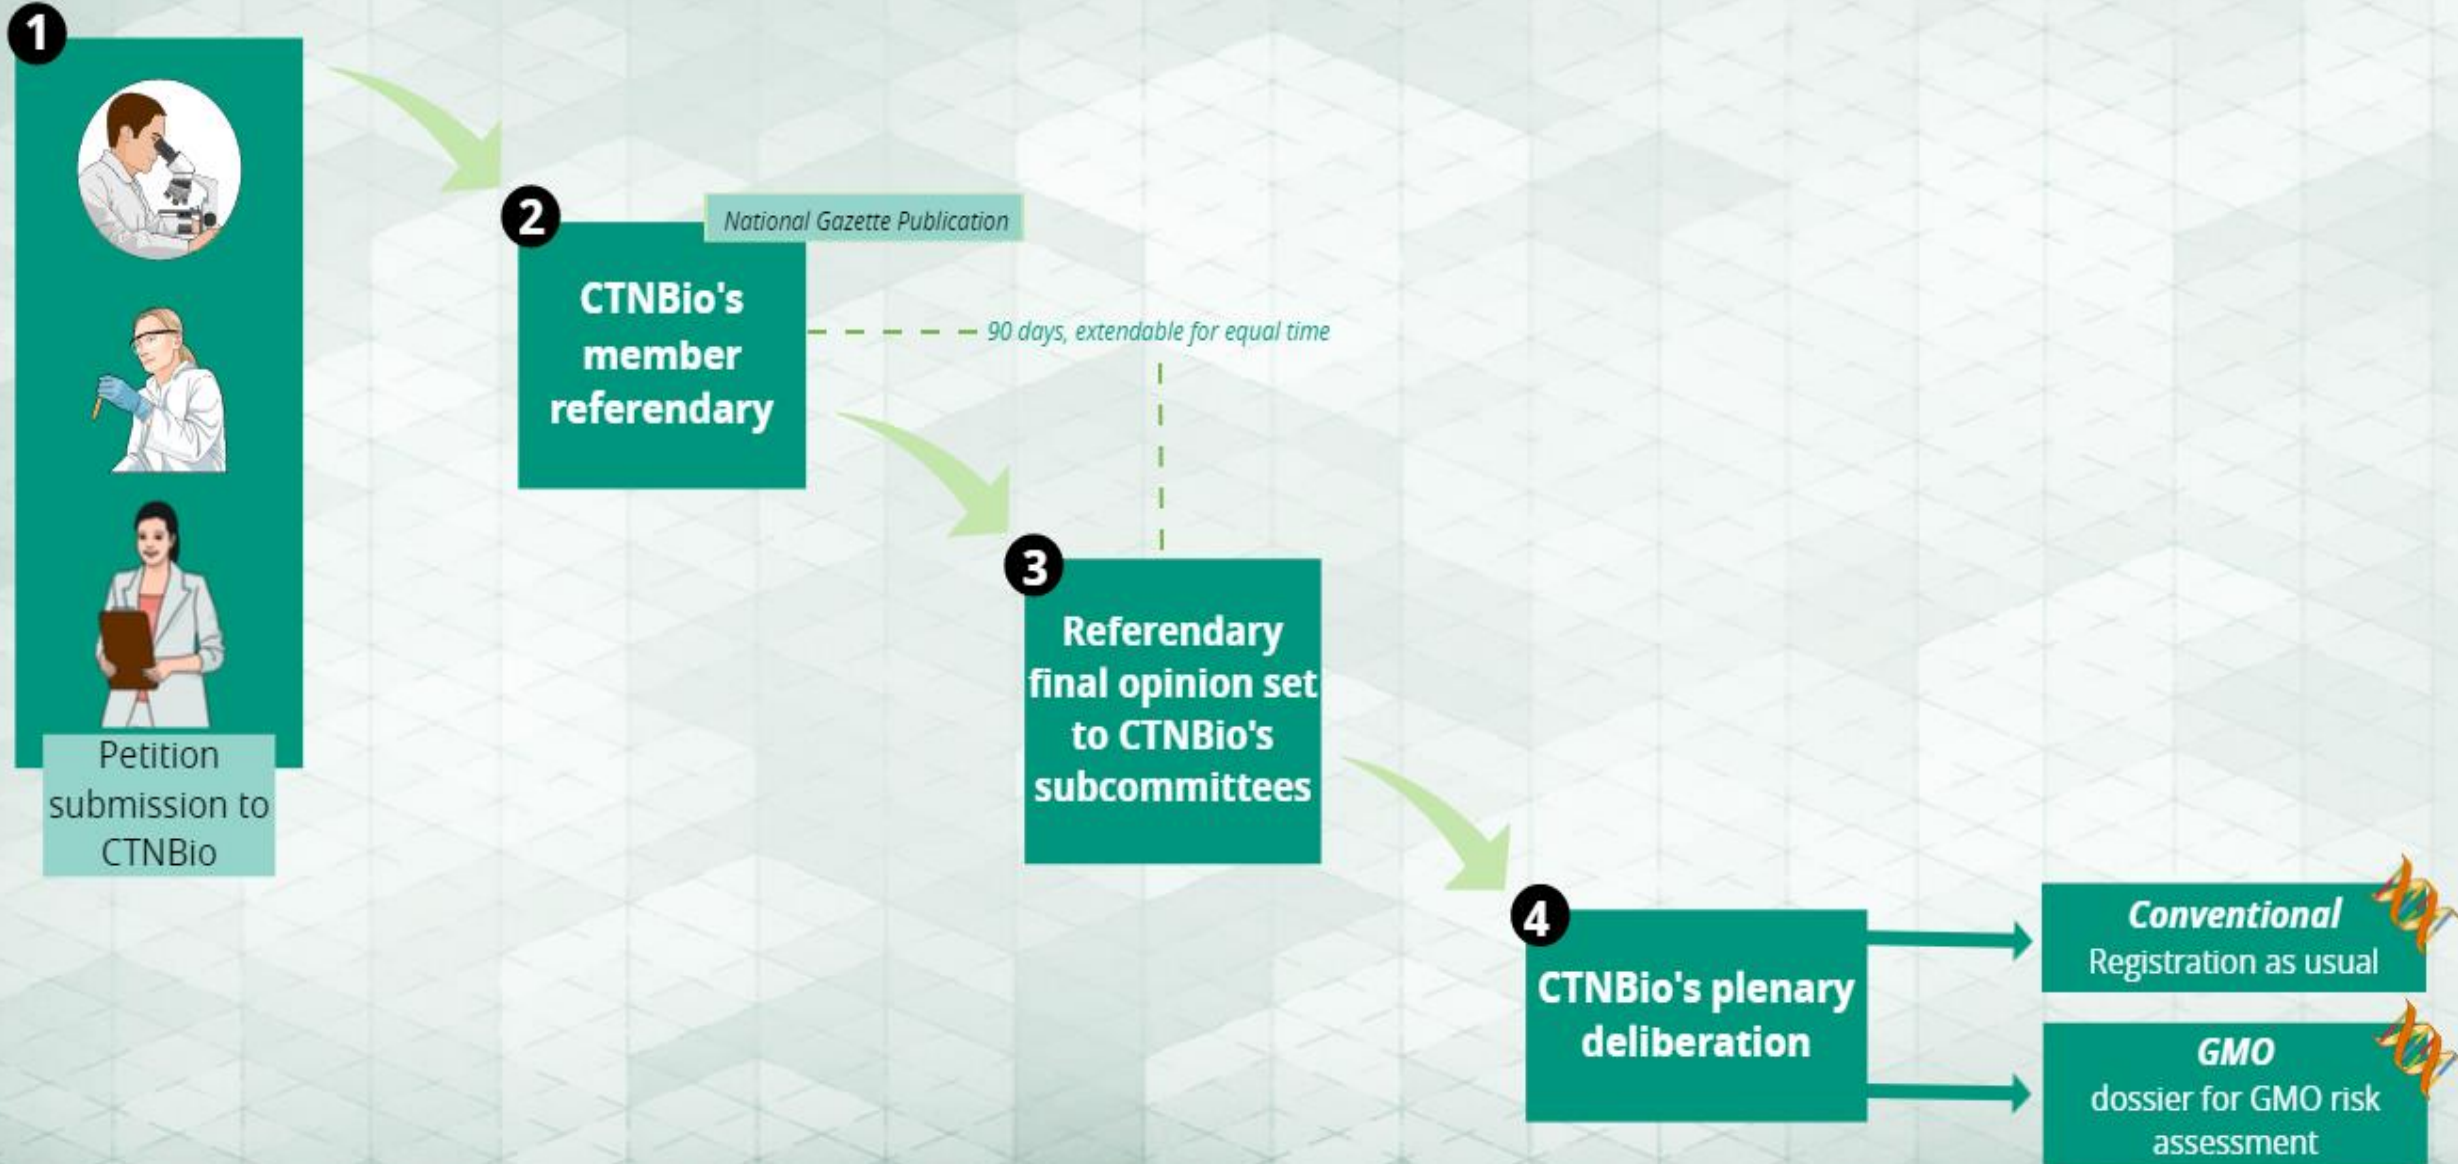 1
Petition
submission to
CTNBio
2
National Gazette Publication
CTNBio's
member
referendary
90 days, extendable for equal time
3
Referendary
final opinion set
to CTNBio's
subcommittees
4
CTNBio's plenary
deliberation
Conventional
Registration as usual
GMO
dossier for GMO risk
assessment